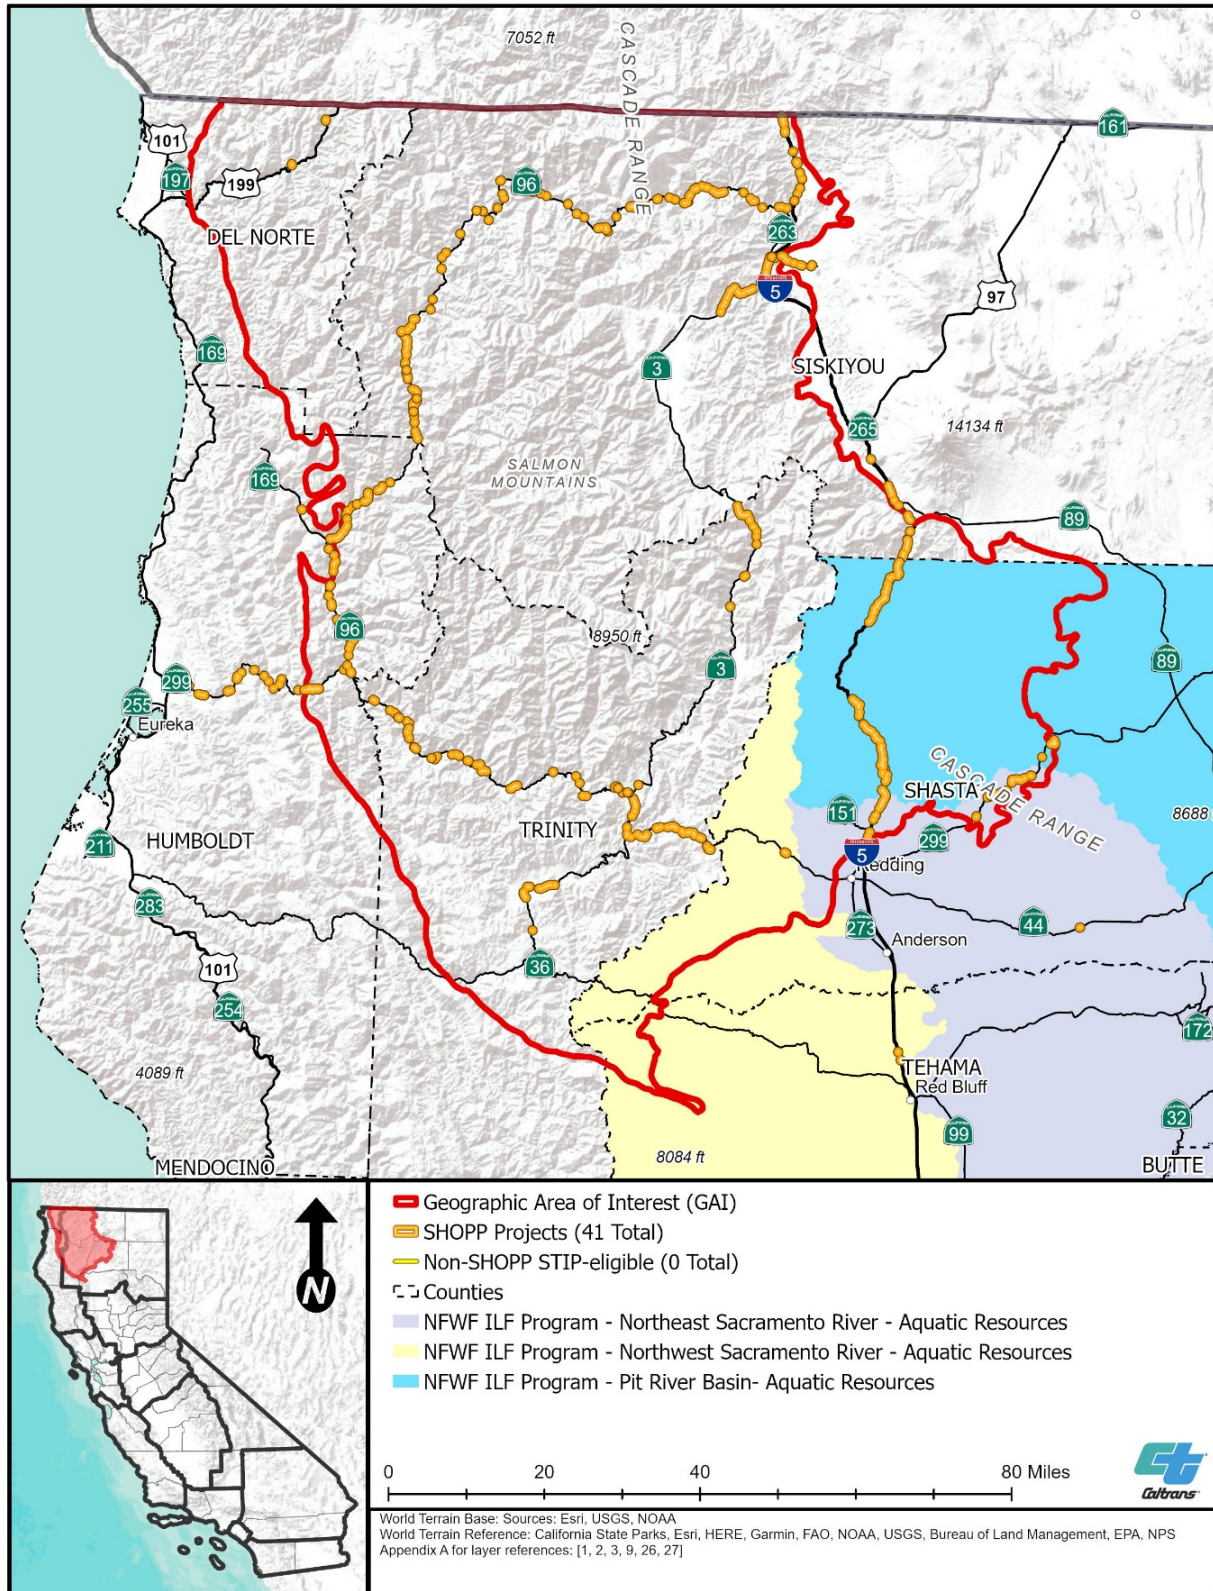 7052 ft
CASCADE RANGE
101
161
197
199
96
263
DEL NORTE
5
97
169
3
SISKIYOU
265
14134 ft
SALMON
MOUNTAINS
169
89
96
8950 ft
3
89
299
255
Eureka
CASCADE RANGE
SHASTA
151
8688
TRINITY
HUMBOLDT
211
299
5
Redding
283
273
44
Anderson
36
101
254
172
4089 ft
TEHAMA
Red Bluff
32
99
MENDOCINO
8084 ft
BUTTE
N
Geographic Area of Interest (GAI)
SHOPP Projects (41 Total)
Non-SHOPP STIP-eligible (0 Total)
Counties
NFWF ILF Program - Northeast Sacramento River - Aquatic Resources
NFWF ILF Program - Northwest Sacramento River - Aquatic Resources
NFWF ILF Program - Pit River Basin- Aquatic Resources
0 20 40 80 Miles
Caltrans
World Terrain Base: Sources: Esri, USGS, NOAA
World Terrain Reference: California State Parks, Esri, HERE, Garmin, FAO, NOAA, USGS, Bureau of Land Management, EPA, NPS
Appendix A for layer references: [1, 2, 3, 9, 26, 27]